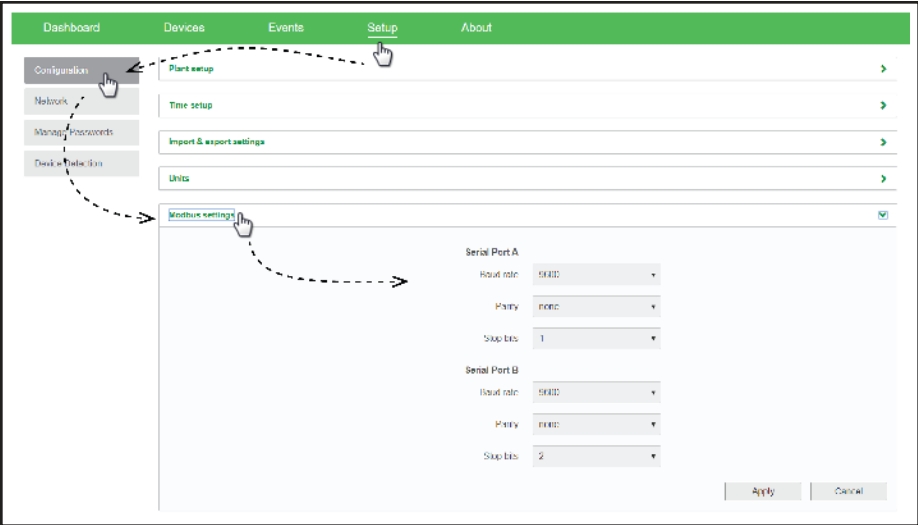 Dashboard Devices Events Setup About
Configuration
Plant setup
Network
Time setup
Manage Passwords
Import & export settings
Device Detection
Units
Modbus settings
Serial Port A
Baud rate 9600
Parity none
Stop bits 1
Serial Port B
Baud rate 9600
Parity none
Stop bits 2
Apply Cancel